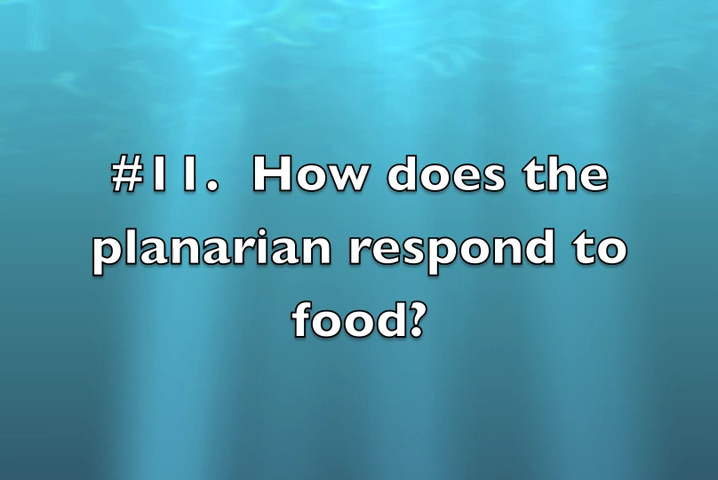 #11.  How does the
planarian respond to
food?